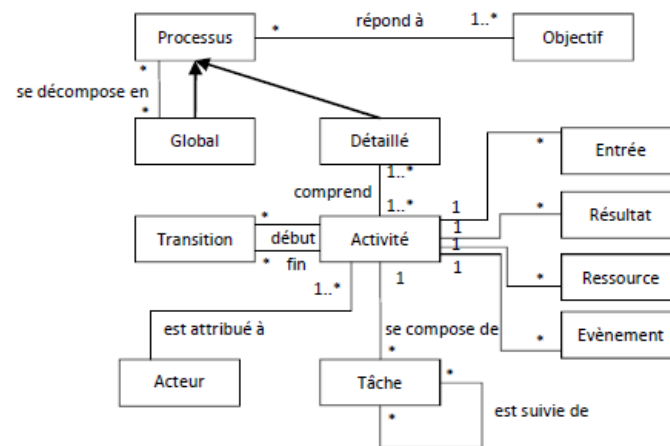 répond à
Processus * 1..* Objectif
*
se décompose en
*
Global Détaillé
* Entrée
1..*
comprend
1..* 1 * Résultat
* 1
Transition début Activité 1
* fin 1 * Ressource
1..* 1
est attribué à se compose de * Evènement
* *
Acteur Tâche
* est suivie de